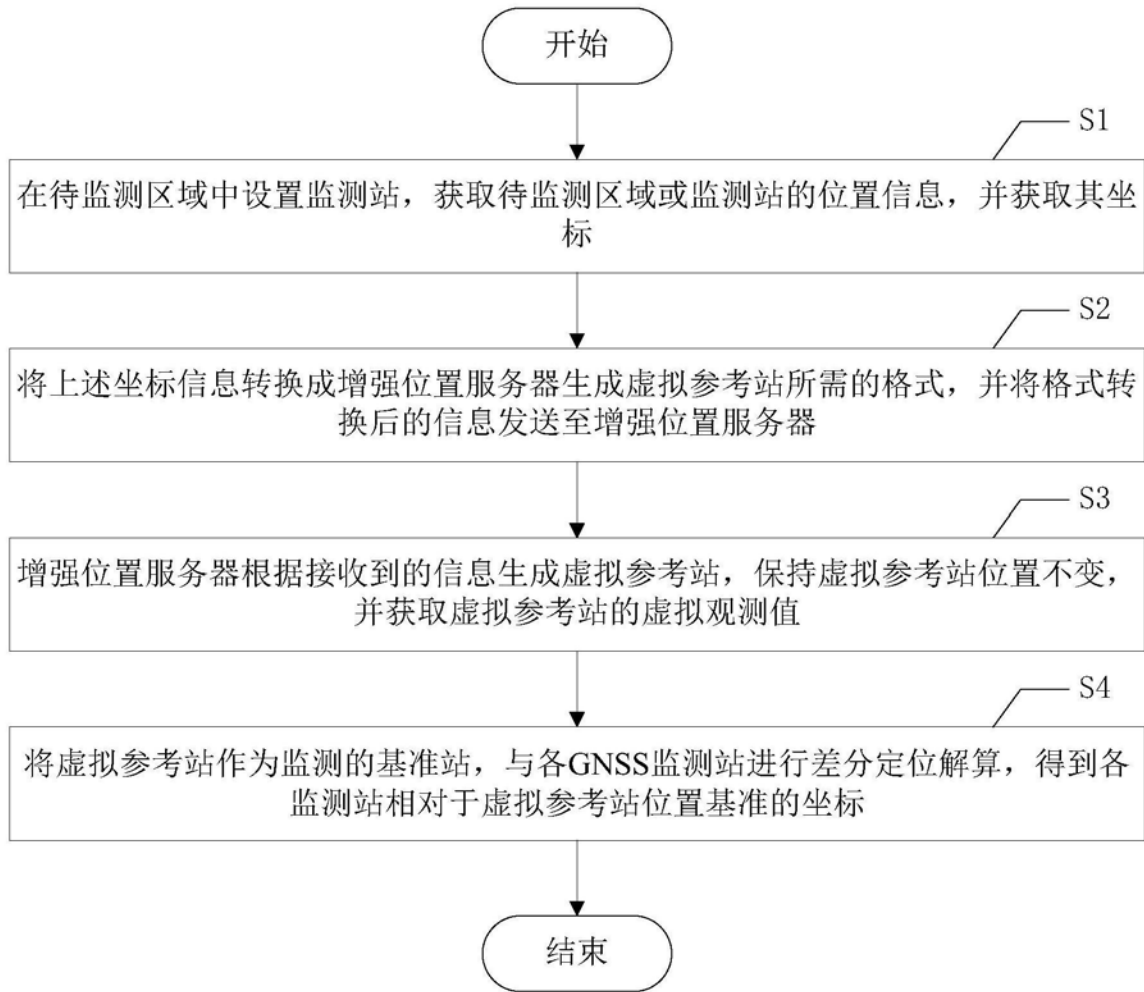 开始
S1
在待监测区域中设置监测站，获取待监测区域或监测站的位置信息，并获取其坐
标
S2
将上述坐标信息转换成增强位置服务器生成虚拟参考站所需的格式，并将格式转
换后的信息发送至增强位置服务器
S3
增强位置服务器根据接收到的信息生成虚拟参考站，保持虚拟参考站位置不变，
并获取虚拟参考站的虚拟观测值
S4
将虚拟参考站作为监测的基准站，与各GNSS监测站进行差分定位解算，得到各
监测站相对于虚拟参考站位置基准的坐标
结束